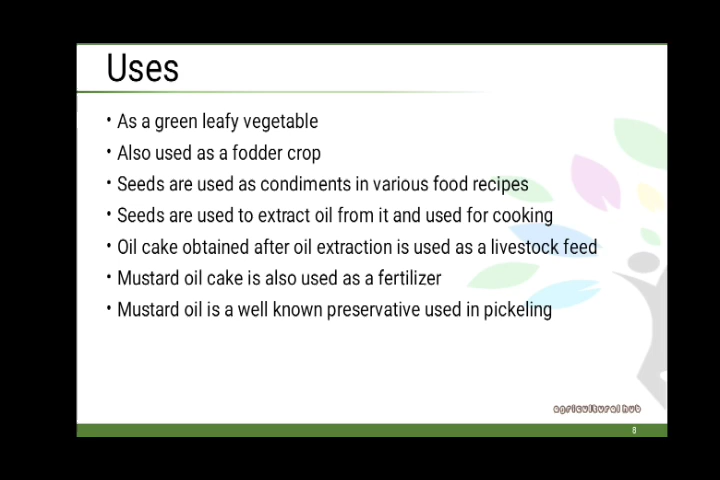 Uses
• As a green leafy vegetable
• Also used as a fodder crop
• Seeds are used as condiments in various food recipes
• Seeds are used to extract oil from it and used for cooking
• Oil cake obtained after oil extraction is used as a livestock feed
• Mustard oil cake is also used as a fertilizer
• Mustard oil is a well known preservative used in pickeling
agricultural hub
8